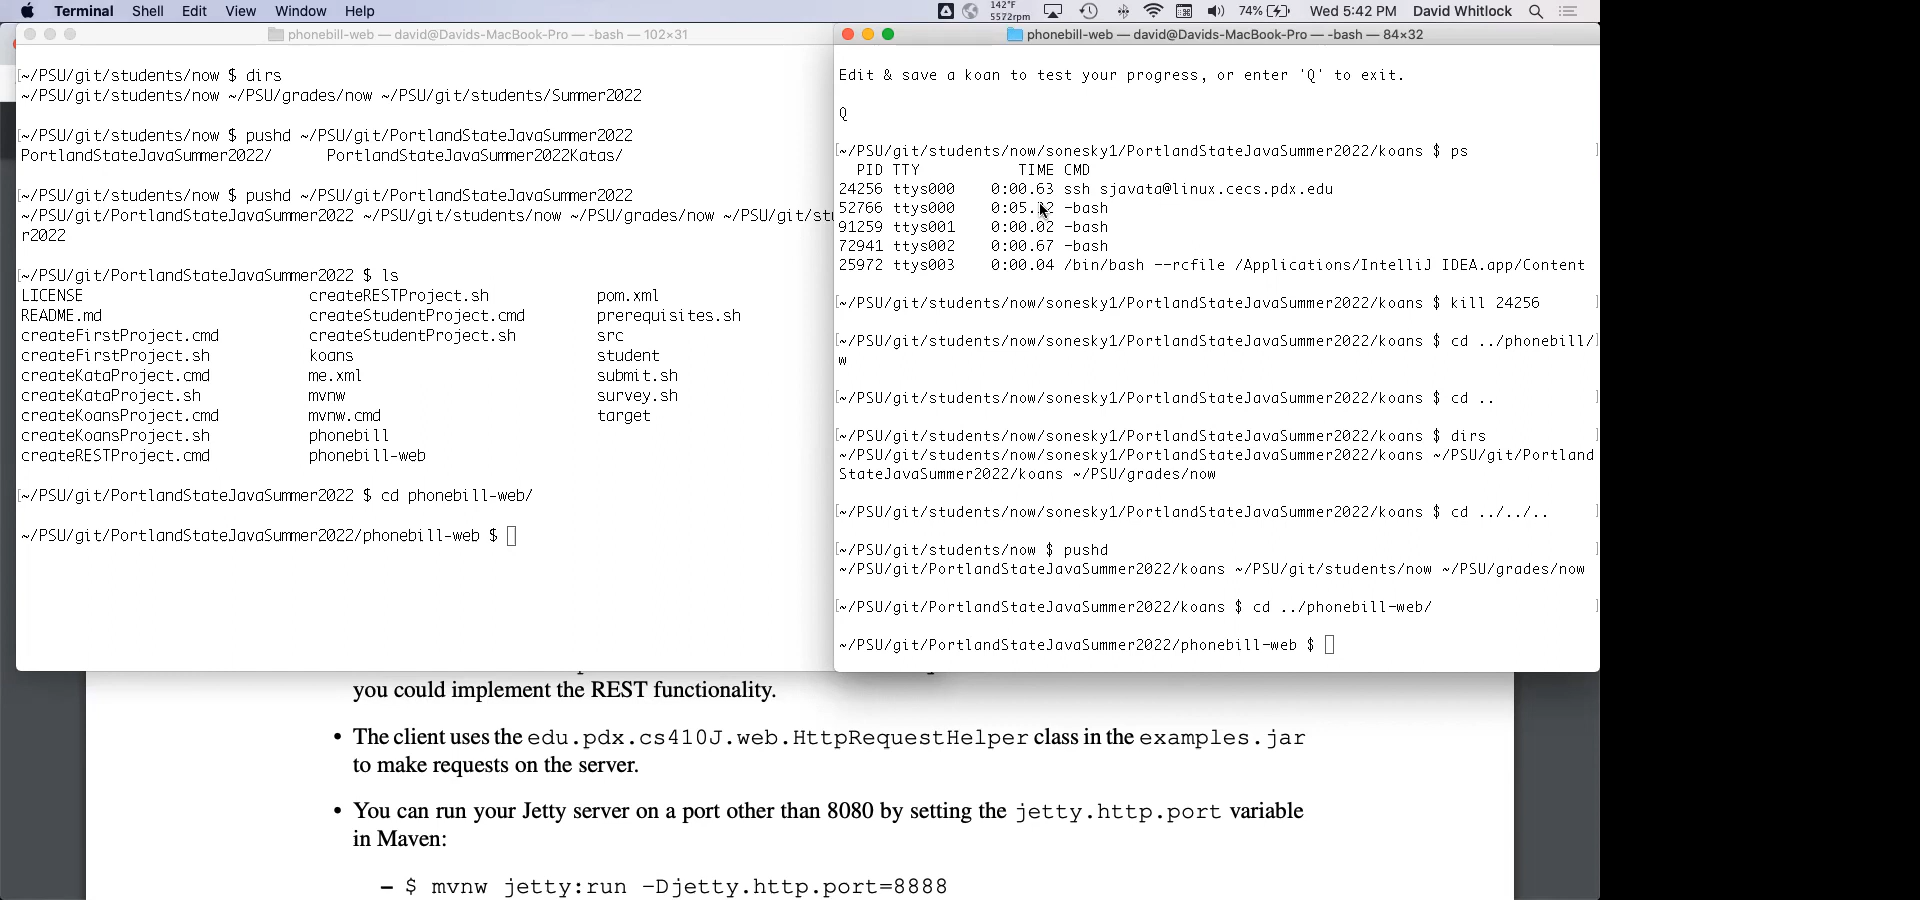 Terminal Shell Edit View Window Help 142°F 5572rpm 74% Wed 5:42 PM David Whitlock
phonebill-web — david@Davids-MacBook-Pro — -bash — 102×31
[~/PSU/git/students/now $ dirs
~/PSU/git/students/now ~/PSU/grades/now ~/PSU/git/students/Summer2022
[~/PSU/git/students/now $ pushd ~/PSU/git/PortlandStateJavaSummer2022
PortlandStateJavaSummer2022/ PortlandStateJavaSummer2022Katas/
[~/PSU/git/students/now $ pushd ~/PSU/git/PortlandStateJavaSummer2022
~/PSU/git/PortlandStateJavaSummer2022 ~/PSU/git/students/now ~/PSU/grades/now ~/PSU/git/stu
r2022
[~/PSU/git/PortlandStateJavaSummer2022 $ ls
LICENSE createRESTProject.sh pom.xml
README.md createStudentProject.cmd prerequisites.sh
createFirstProject.cmd createStudentProject.sh src
createFirstProject.sh koans student
createKataProject.cmd me.xml submit.sh
createKataProject.sh mvnw survey.sh
createKoansProject.cmd mvnw.cmd target
createKoansProject.sh phonebill
createRESTProject.cmd phonebill-web
[~/PSU/git/PortlandStateJavaSummer2022 $ cd phonebill-web/
~/PSU/git/PortlandStateJavaSummer2022/phonebill-web $
phonebill-web — david@Davids-MacBook-Pro — -bash — 84×32
Edit & save a koan to test your progress, or enter 'Q' to exit.
Q
[~/PSU/git/students/now/sonesky1/PortlandStateJavaSummer2022/koans $ ps ]
PID TTY TIME CMD
24256 ttys000 0:00.63 ssh sjavata@linux.cecs.pdx.edu
52766 ttys000 -bash
91259 ttys001 0:00.02 -bash
72941 ttys002 0:00.67 -bash
25972 ttys003 0:00.04 /bin/bash --rcfile /Applications/IntelliJ IDEA.app/Content
[~/PSU/git/students/now/sonesky1/PortlandStateJavaSummer2022/koans $ kill 24256 ]
[~/PSU/git/students/now/sonesky1/PortlandStateJavaSummer2022/koans $ cd ../phonebill/]
w
[~/PSU/git/students/now/sonesky1/PortlandStateJavaSummer2022/koans $ cd .. ]
[~/PSU/git/students/now/sonesky1/PortlandStateJavaSummer2022/koans $ dirs ]
~/PSU/git/students/now/sonesky1/PortlandStateJavaSummer2022/koans ~/PSU/git/Portland
StateJavaSummer2022/koans ~/PSU/grades/now
[~/PSU/git/students/now/sonesky1/PortlandStateJavaSummer2022/koans $ cd ../../.. ]
[~/PSU/git/students/now $ pushd ]
~/PSU/git/PortlandStateJavaSummer2022/koans ~/PSU/git/students/now ~/PSU/grades/now
[~/PSU/git/PortlandStateJavaSummer2022/koans $ cd ../phonebill-web/ ]
~/PSU/git/PortlandStateJavaSummer2022/phonebill-web $
you could implement the REST functionality.
• The client uses the edu.pdx.cs410J.web.HttpRequestHelper class in the examples.jar
to make requests on the server.
• You can run your Jetty server on a port other than 8080 by setting the jetty.http.port variable
in Maven:
– $ mvnw jetty:run -Djetty.http.port=8888